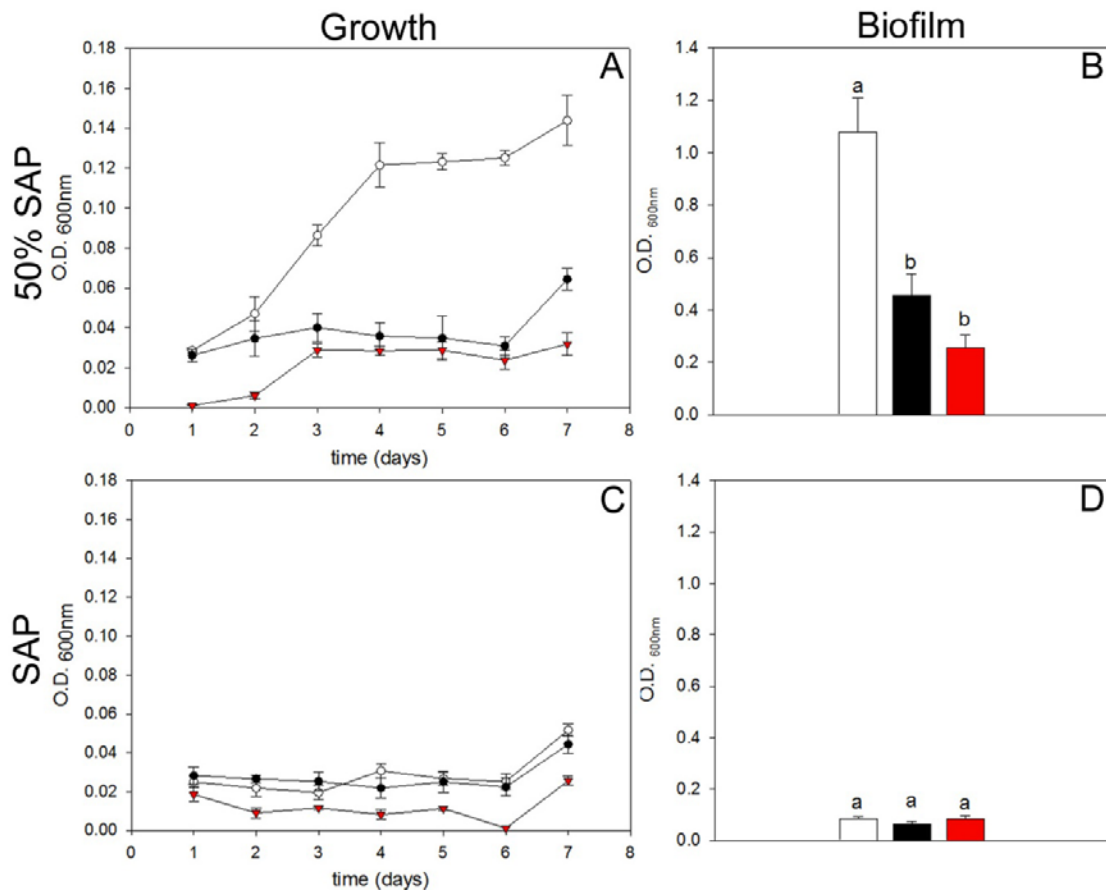 Growth
Biofilm
50% SAP
O.D. 600nm
0.18
0.16
0.14
0.12
0.10
0.08
0.06
0.04
0.02
0.00
A
0 1 2 3 4 5 6 7 8
time (days)
O.D. 600nm
1.4
1.2
1.0
0.8
0.6
0.4
0.2
0.0
B
a
b
b
SAP
O.D. 600nm
0.18
0.16
0.14
0.12
0.10
0.08
0.06
0.04
0.02
0.00
C
0 1 2 3 4 5 6 7 8
time (days)
O.D. 600nm
1.4
1.2
1.0
0.8
0.6
0.4
0.2
0.0
D
a a a